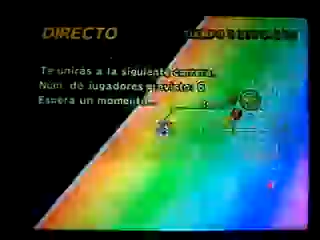 DIRECTO
Te unirás a la siguiente carrera.
Núm. de jugadores previsto: 6
Espera un momento...